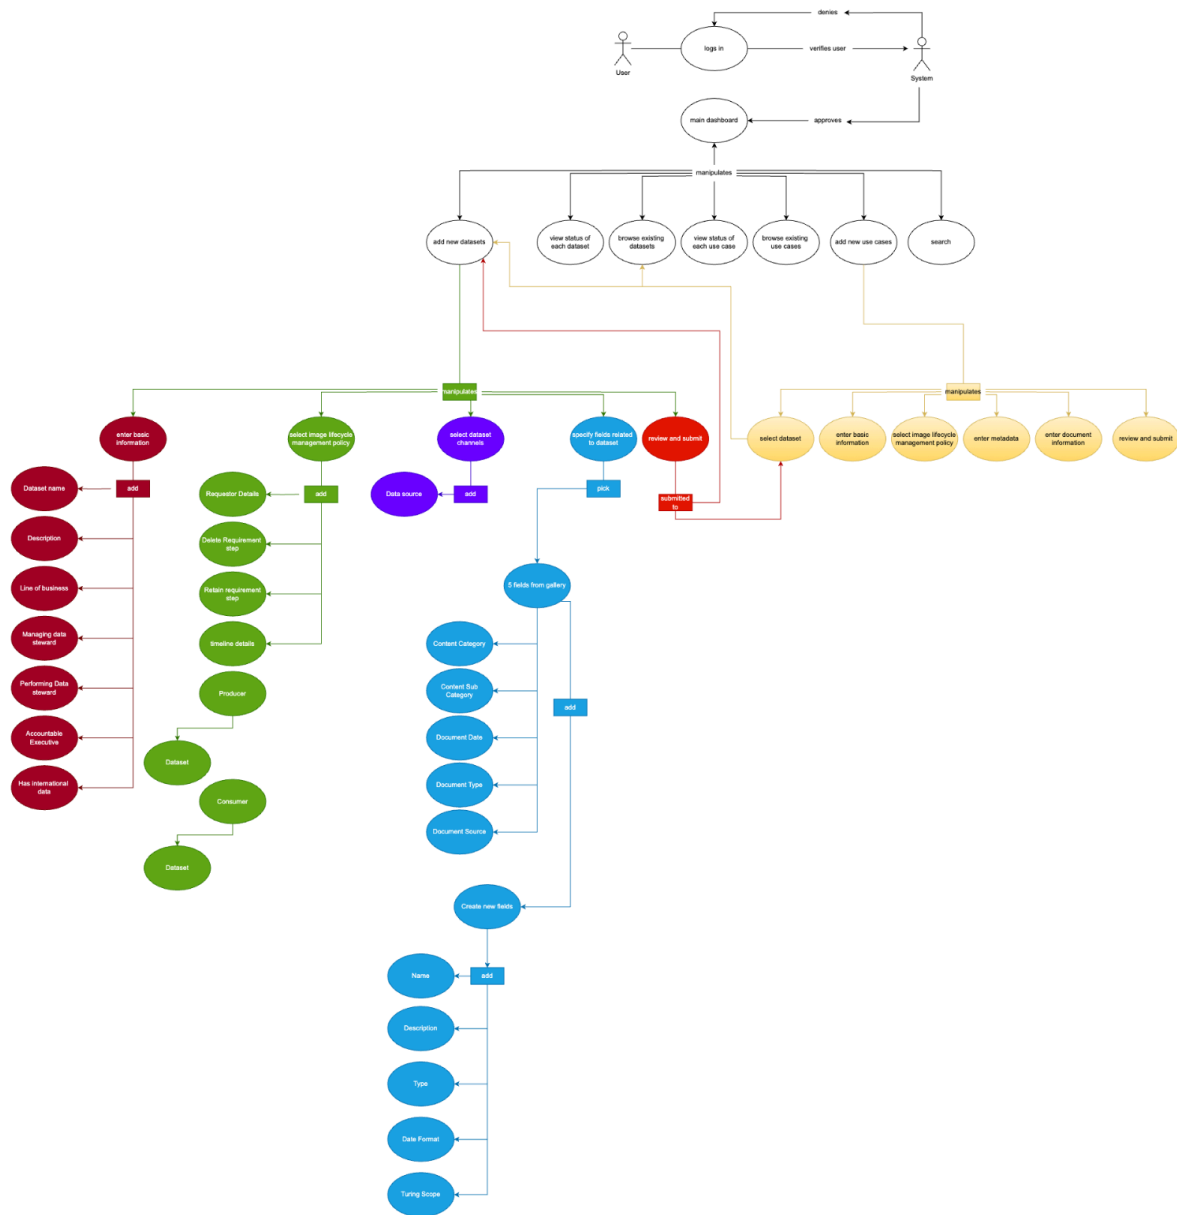 denies
logs in
verifies user
User
System
main dashboard
approves
manipulates
add new datasets
view status of
each dataset
browse existing
datasets
view status of
each use case
browse existing
use cases
add new use cases
search
manipulates
manipulates
enter basic
information
select image lifecycle
management policy
select dataset
channels
specify fields related
to dataset
review and submit
select dataset
enter basic
information
select image lifecycle
management policy
enter metadata
enter document
information
review and submit
Dataset name
add
Requestor Details
add
Data source
add
pick
submitted
to
Description
Delete Requirement
step
Line of business
Retain requirement
step
5 fields from gallery
Managing data
steward
timeline details
Content Category
Performing Data
steward
Producer
Content Sub
Category
add
Accountable
Executive
Document Date
Dataset
Has international
data
Document Type
Consumer
Document Source
Dataset
Create new fields
Name
add
Description
Type
Date Format
Turing Scope